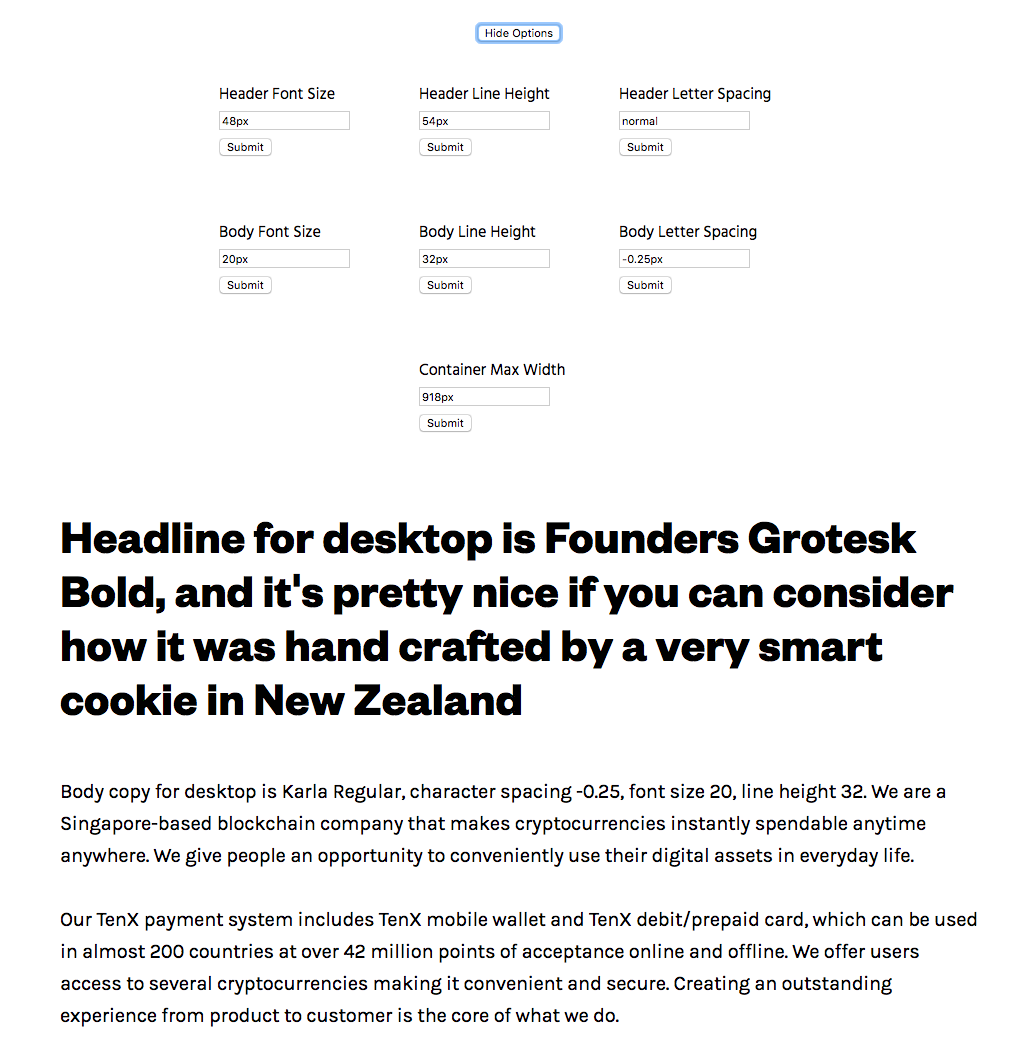 Hide Options
Header Font Size
Header Line Height
Header Letter Spacing
48px
54px
normal
Submit
Submit
Submit
Body Font Size
Body Line Height
Body Letter Spacing
20px
32px
-0.25px
Submit
Submit
Submit
Container Max Width
918px
Submit
Headline for desktop is Founders Grotesk
Bold, and it's pretty nice if you can consider
how it was hand crafted by a very smart
cookie in New Zealand
Body copy for desktop is Karla Regular, character spacing -0.25, font size 20, line height 32. We are a
Singapore-based blockchain company that makes cryptocurrencies instantly spendable anytime
anywhere. We give people an opportunity to conveniently use their digital assets in everyday life.
Our TenX payment system includes TenX mobile wallet and TenX debit/prepaid card, which can be used
in almost 200 countries at over 42 million points of acceptance online and offline. We offer users
access to several cryptocurrencies making it convenient and secure. Creating an outstanding
experience from product to customer is the core of what we do.